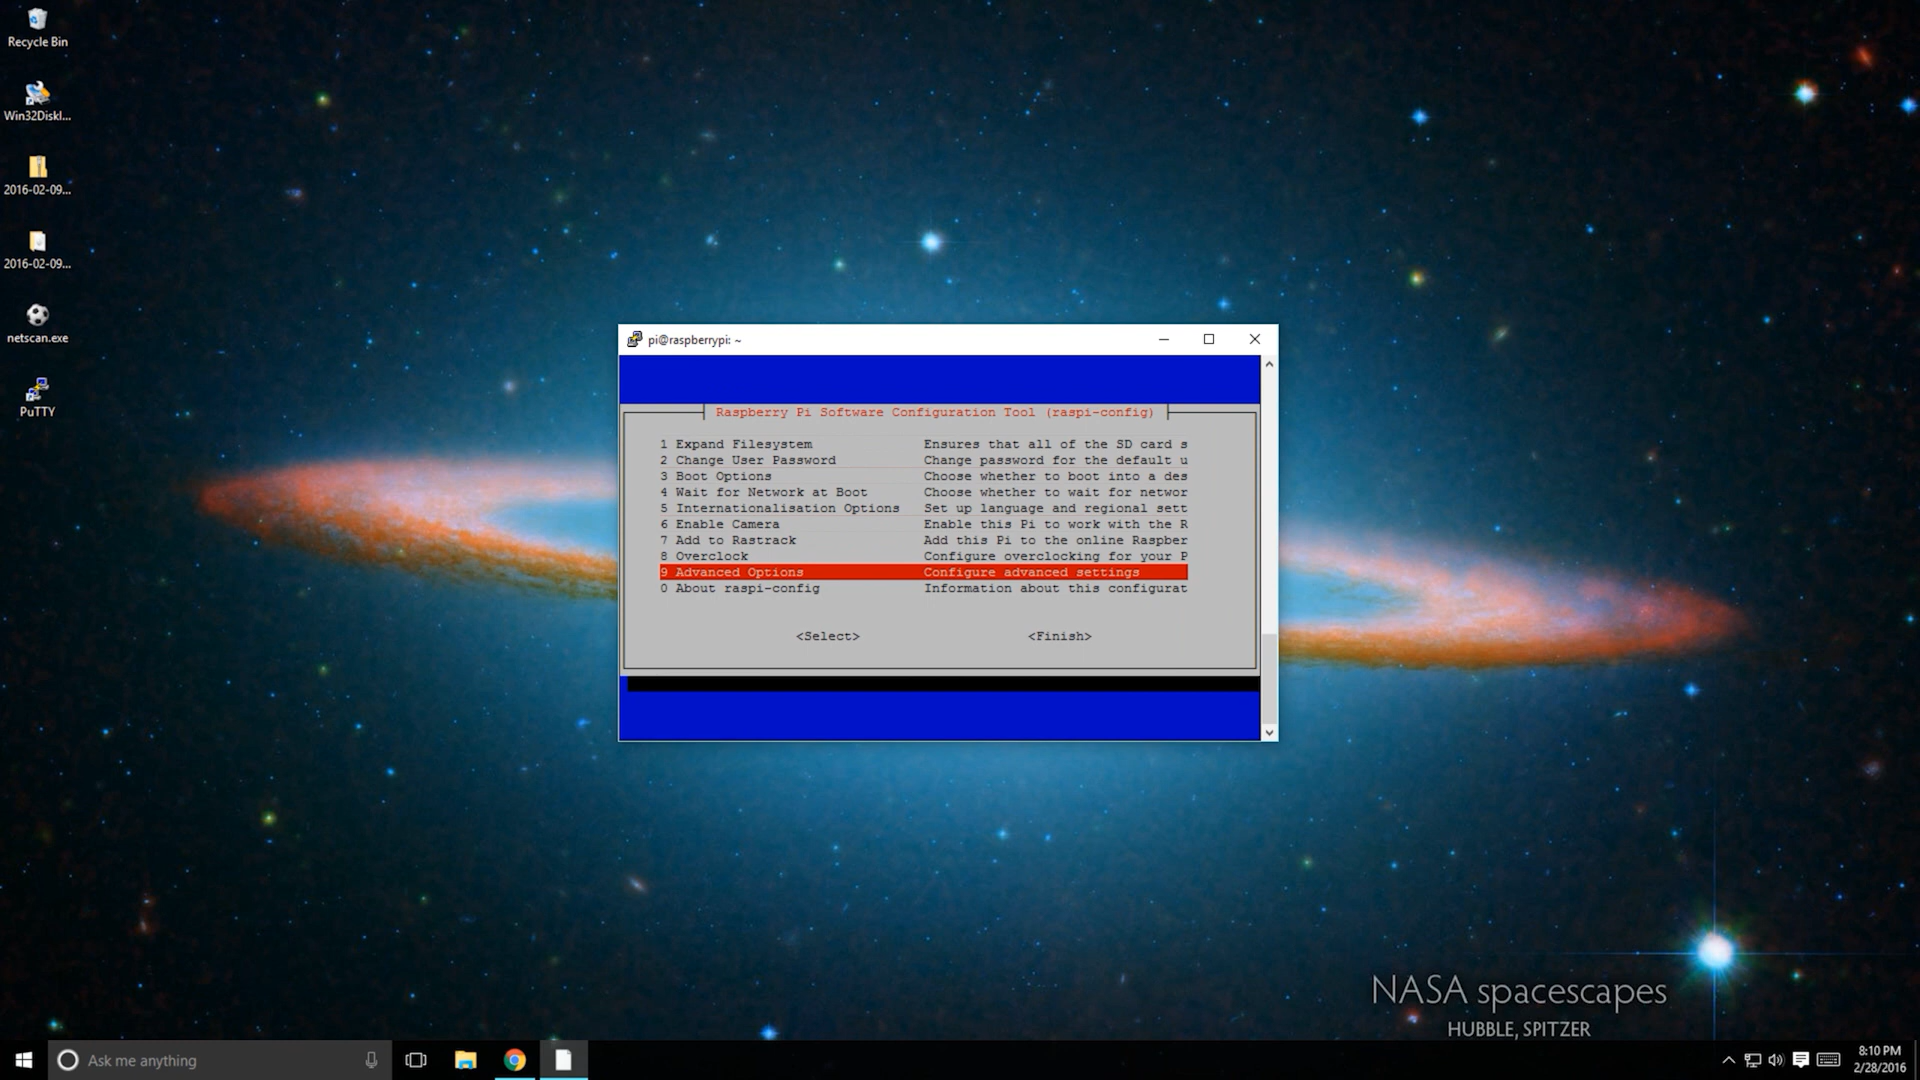 Recycle Bin
Win32DiskI...
2016-02-09...
2016-02-09...
netscan.exe
PuTTY
pi@raspberrypi: ~
Raspberry Pi Software Configuration Tool (raspi-config)
1 Expand Filesystem Ensures that all of the SD card s
2 Change User Password Change password for the default u
3 Boot Options Choose whether to boot into a des
4 Wait for Network at Boot Choose whether to wait for networ
5 Internationalisation Options Set up language and regional sett
6 Enable Camera Enable this Pi to work with the R
7 Add to Rastrack Add this Pi to the online Raspber
8 Overclock Configure overclocking for your P
9 Advanced Options Configure advanced settings
0 About raspi-config Information about this configurat
<Select> <Finish>
NASA spacescapes
HUBBLE, SPITZER
Ask me anything
8:10 PM
2/28/2016